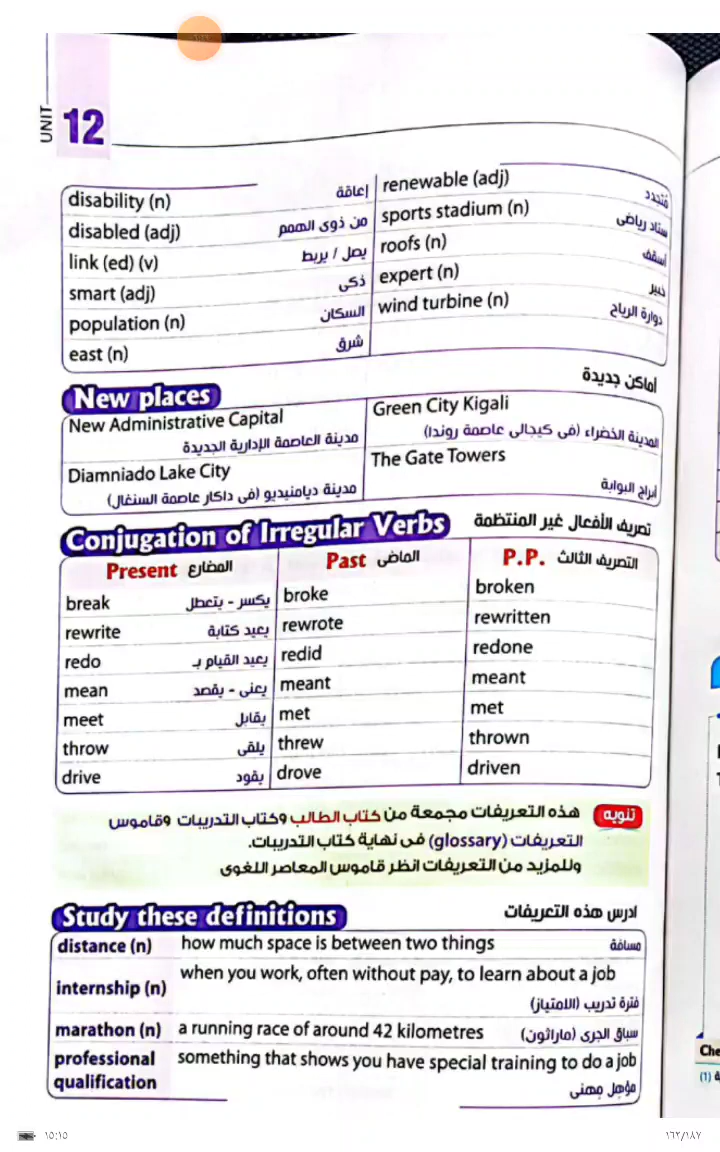 UNIT 12
disability (n) إعاقة
disabled (adj) من ذوى الهمم
link (ed) (v) يصل / يربط
smart (adj) ذكى
population (n) السكان
east (n) شرق
renewable (adj) متجدد
sports stadium (n) ستاد رياضى
roofs (n) أسقف
expert (n) خبير
wind turbine (n) دوارة الرياح
New places أماكن جديدة
New Administrative Capital
مدينة العاصمة الإدارية الجديدة
Diamniado Lake City
مدينة ديامنيديو (فى داكار عاصمة السنغال)
Green City Kigali
المدينة الخضراء (فى كيجالى عاصمة روندا)
The Gate Towers
أبراج البوابة
Conjugation of Irregular Verbs تصريف الأفعال غير المنتظمة
Present المضارع Past الماضى P.P. التصريف الثالث
break يكسر - يتعطل broke broken
rewrite يعيد كتابة rewrote rewritten
redo يعيد القيام بـ redid redone
mean يعنى - يقصد meant meant
meet يقابل met met
throw يلقى threw thrown
drive يقود drove driven
تنويه هذه التعريفات مجمعة من كتاب الطالب وكتاب التدريبات وقاموس
التعريفات (glossary) فى نهاية كتاب التدريبات.
وللمزيد من التعريفات انظر قاموس المعاصر اللغوى
Study these definitions ادرس هذه التعريفات
distance (n) how much space is between two things مسافة
internship (n) when you work, often without pay, to learn about a job
فترة تدريب (الامتياز)
marathon (n) a running race of around 42 kilometres سباق الجرى (ماراثون)
professional qualification something that shows you have special training to do a job
مؤهل مهنى
Che
(1)
١٥:١٥
١٦٢/١٨٧